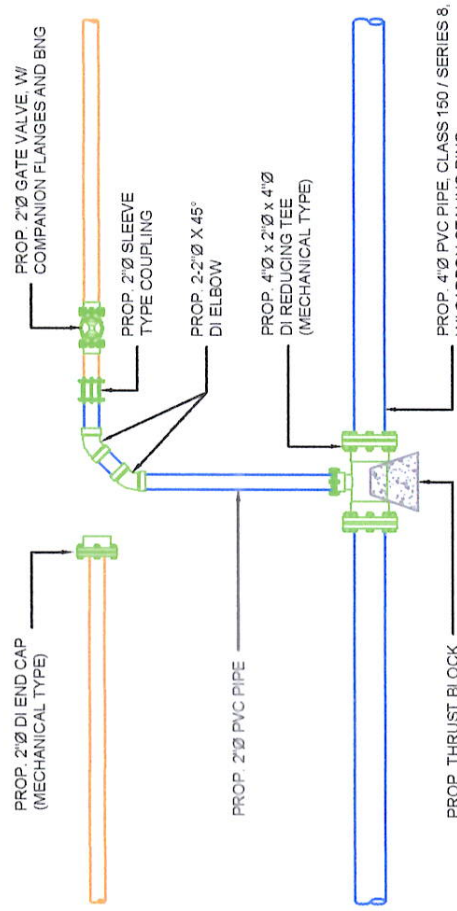 PROP. 2"Ø GATE VALVE, W/
COMPANION FLANGES AND BNG
PROP. 2"Ø SLEEVE
TYPE COUPLING
PROP. 2-2"Ø X 45°
DI ELBOW
PROP. 4"Ø x 2"Ø x 4"Ø
DI REDUCING TEE
(MECHANICAL TYPE)
PROP. 4"Ø PVC PIPE, CLASS 150 / SERIES 8,
PROP. 2"Ø DI END CAP
(MECHANICAL TYPE)
PROP. 2"Ø PVC PIPE
PROP. THRUST BLOCK